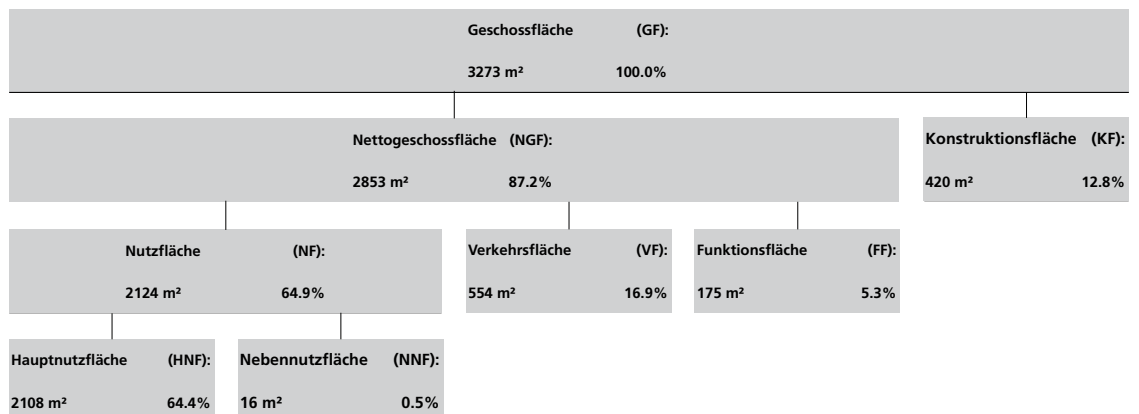 Geschossfläche (GF):
3273 m² 100.0%
Nettogeschossfläche (NGF):
2853 m² 87.2%
Konstruktionsfläche (KF):
420 m² 12.8%
Nutzfläche (NF):
2124 m² 64.9%
Verkehrsfläche (VF):
554 m² 16.9%
Funktionsfläche (FF):
175 m² 5.3%
Hauptnutzfläche (HNF):
2108 m² 64.4%
Nebennutzfläche (NNF):
16 m² 0.5%